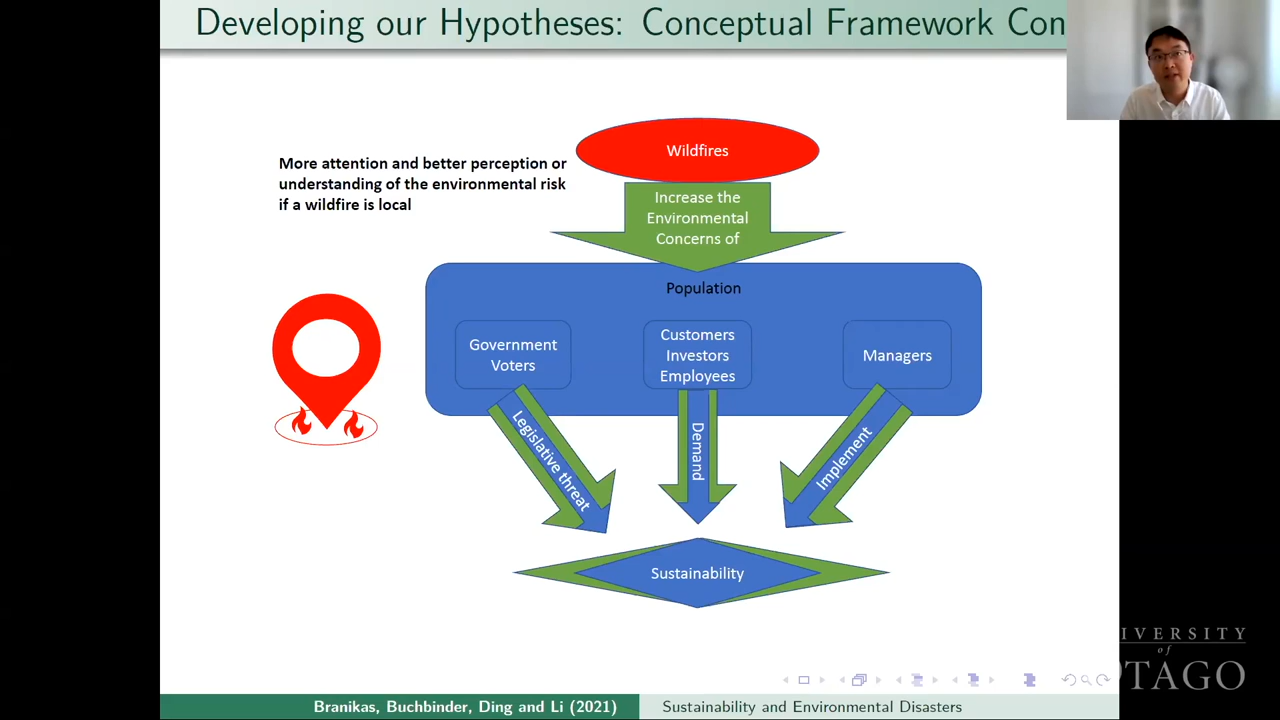 Developing our Hypotheses: Conceptual Framework Con
Wildfires
More attention and better perception or
understanding of the environmental risk
if a wildfire is local
Increase the
Environmental
Concerns of
Population
Government
Voters
Customers
Investors
Employees
Managers
Legislative threat
Demand
Implement
Sustainability
IVERSITY
of
TAGO
Branikas, Buchbinder, Ding and Li (2021)
Sustainability and Environmental Disasters